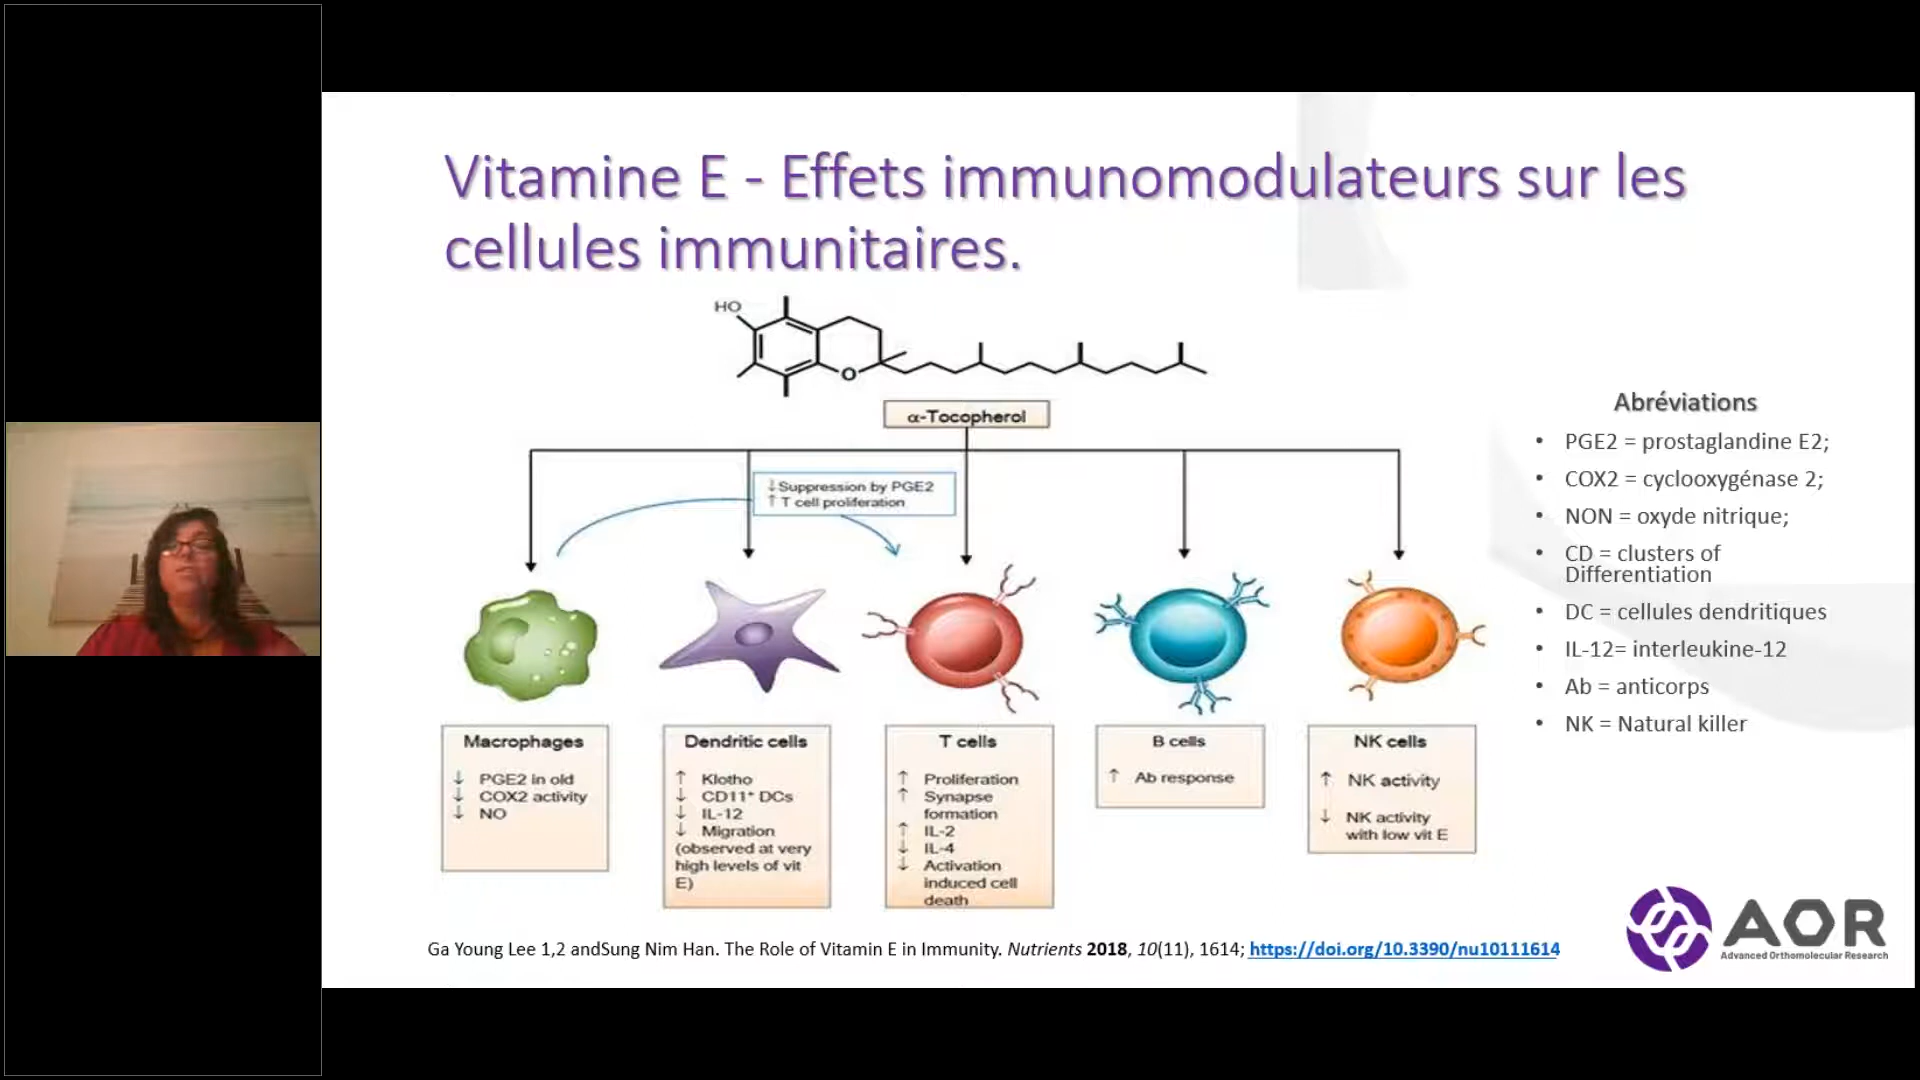 Vitamine E - Effets immunomodulateurs sur les
cellules immunitaires.
HO
O
α-Tocopherol
↓ Suppression by PGE2
↑ T cell proliferation
Macrophages
↓ PGE2 in old
↓ COX2 activity
↓ NO
Dendritic cells
↑ Klotho
↓ CD11⁺ DCs
↓ IL-12
↓ Migration
(observed at very
high levels of vit
E)
T cells
↑ Proliferation
↑ Synapse
formation
↑ IL-2
↓ IL-4
↓ Activation
induced cell
death
B cells
↑ Ab response
NK cells
↑ NK activity
↓ NK activity
with low vit E
Abréviations
• PGE2 = prostaglandine E2;
• COX2 = cyclooxygénase 2;
• NON = oxyde nitrique;
• CD = clusters of
Differentiation
• DC = cellules dendritiques
• IL-12= interleukine-12
• Ab = anticorps
• NK = Natural killer
Ga Young Lee 1,2 andSung Nim Han. The Role of Vitamin E in Immunity. Nutrients 2018, 10(11), 1614; https://doi.org/10.3390/nu10111614
AOR
Advanced Orthomolecular Research